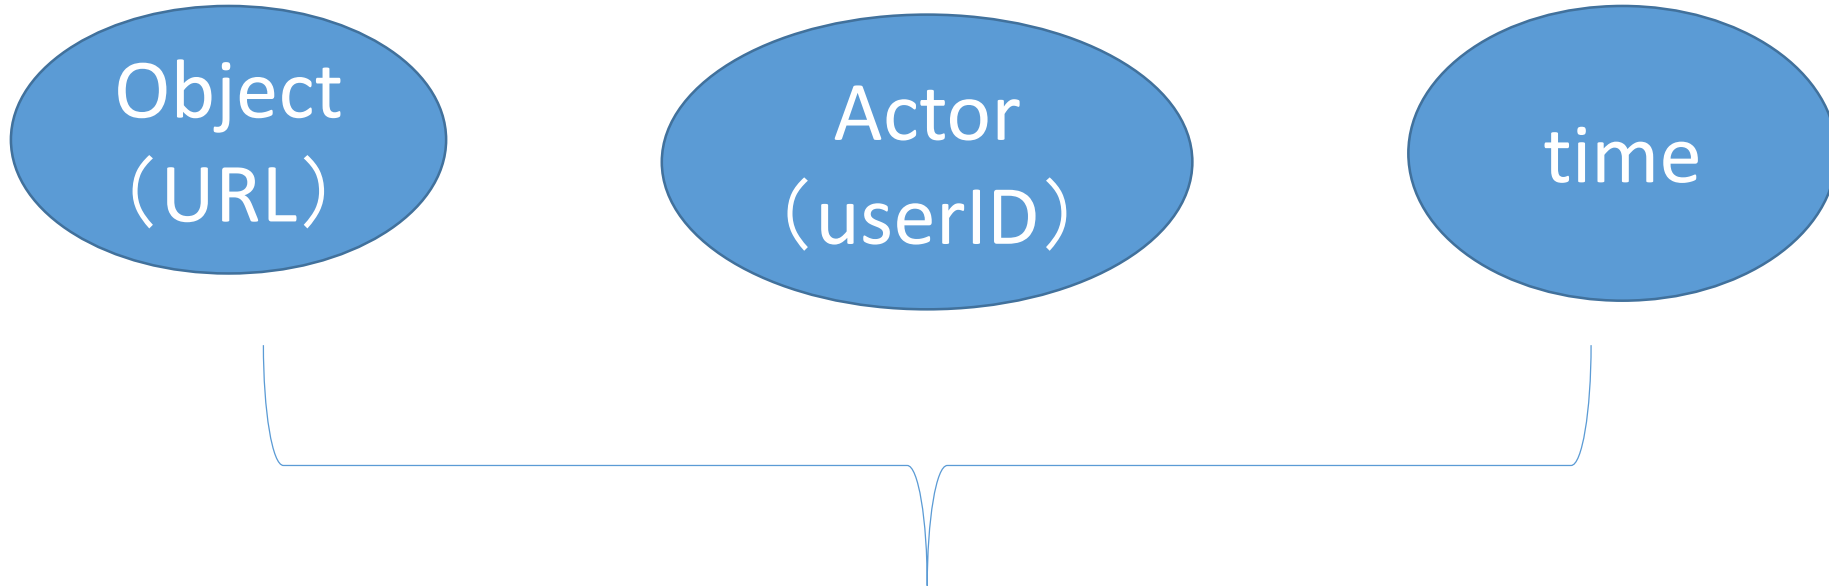 Object
（URL）
Actor
（userID）
time